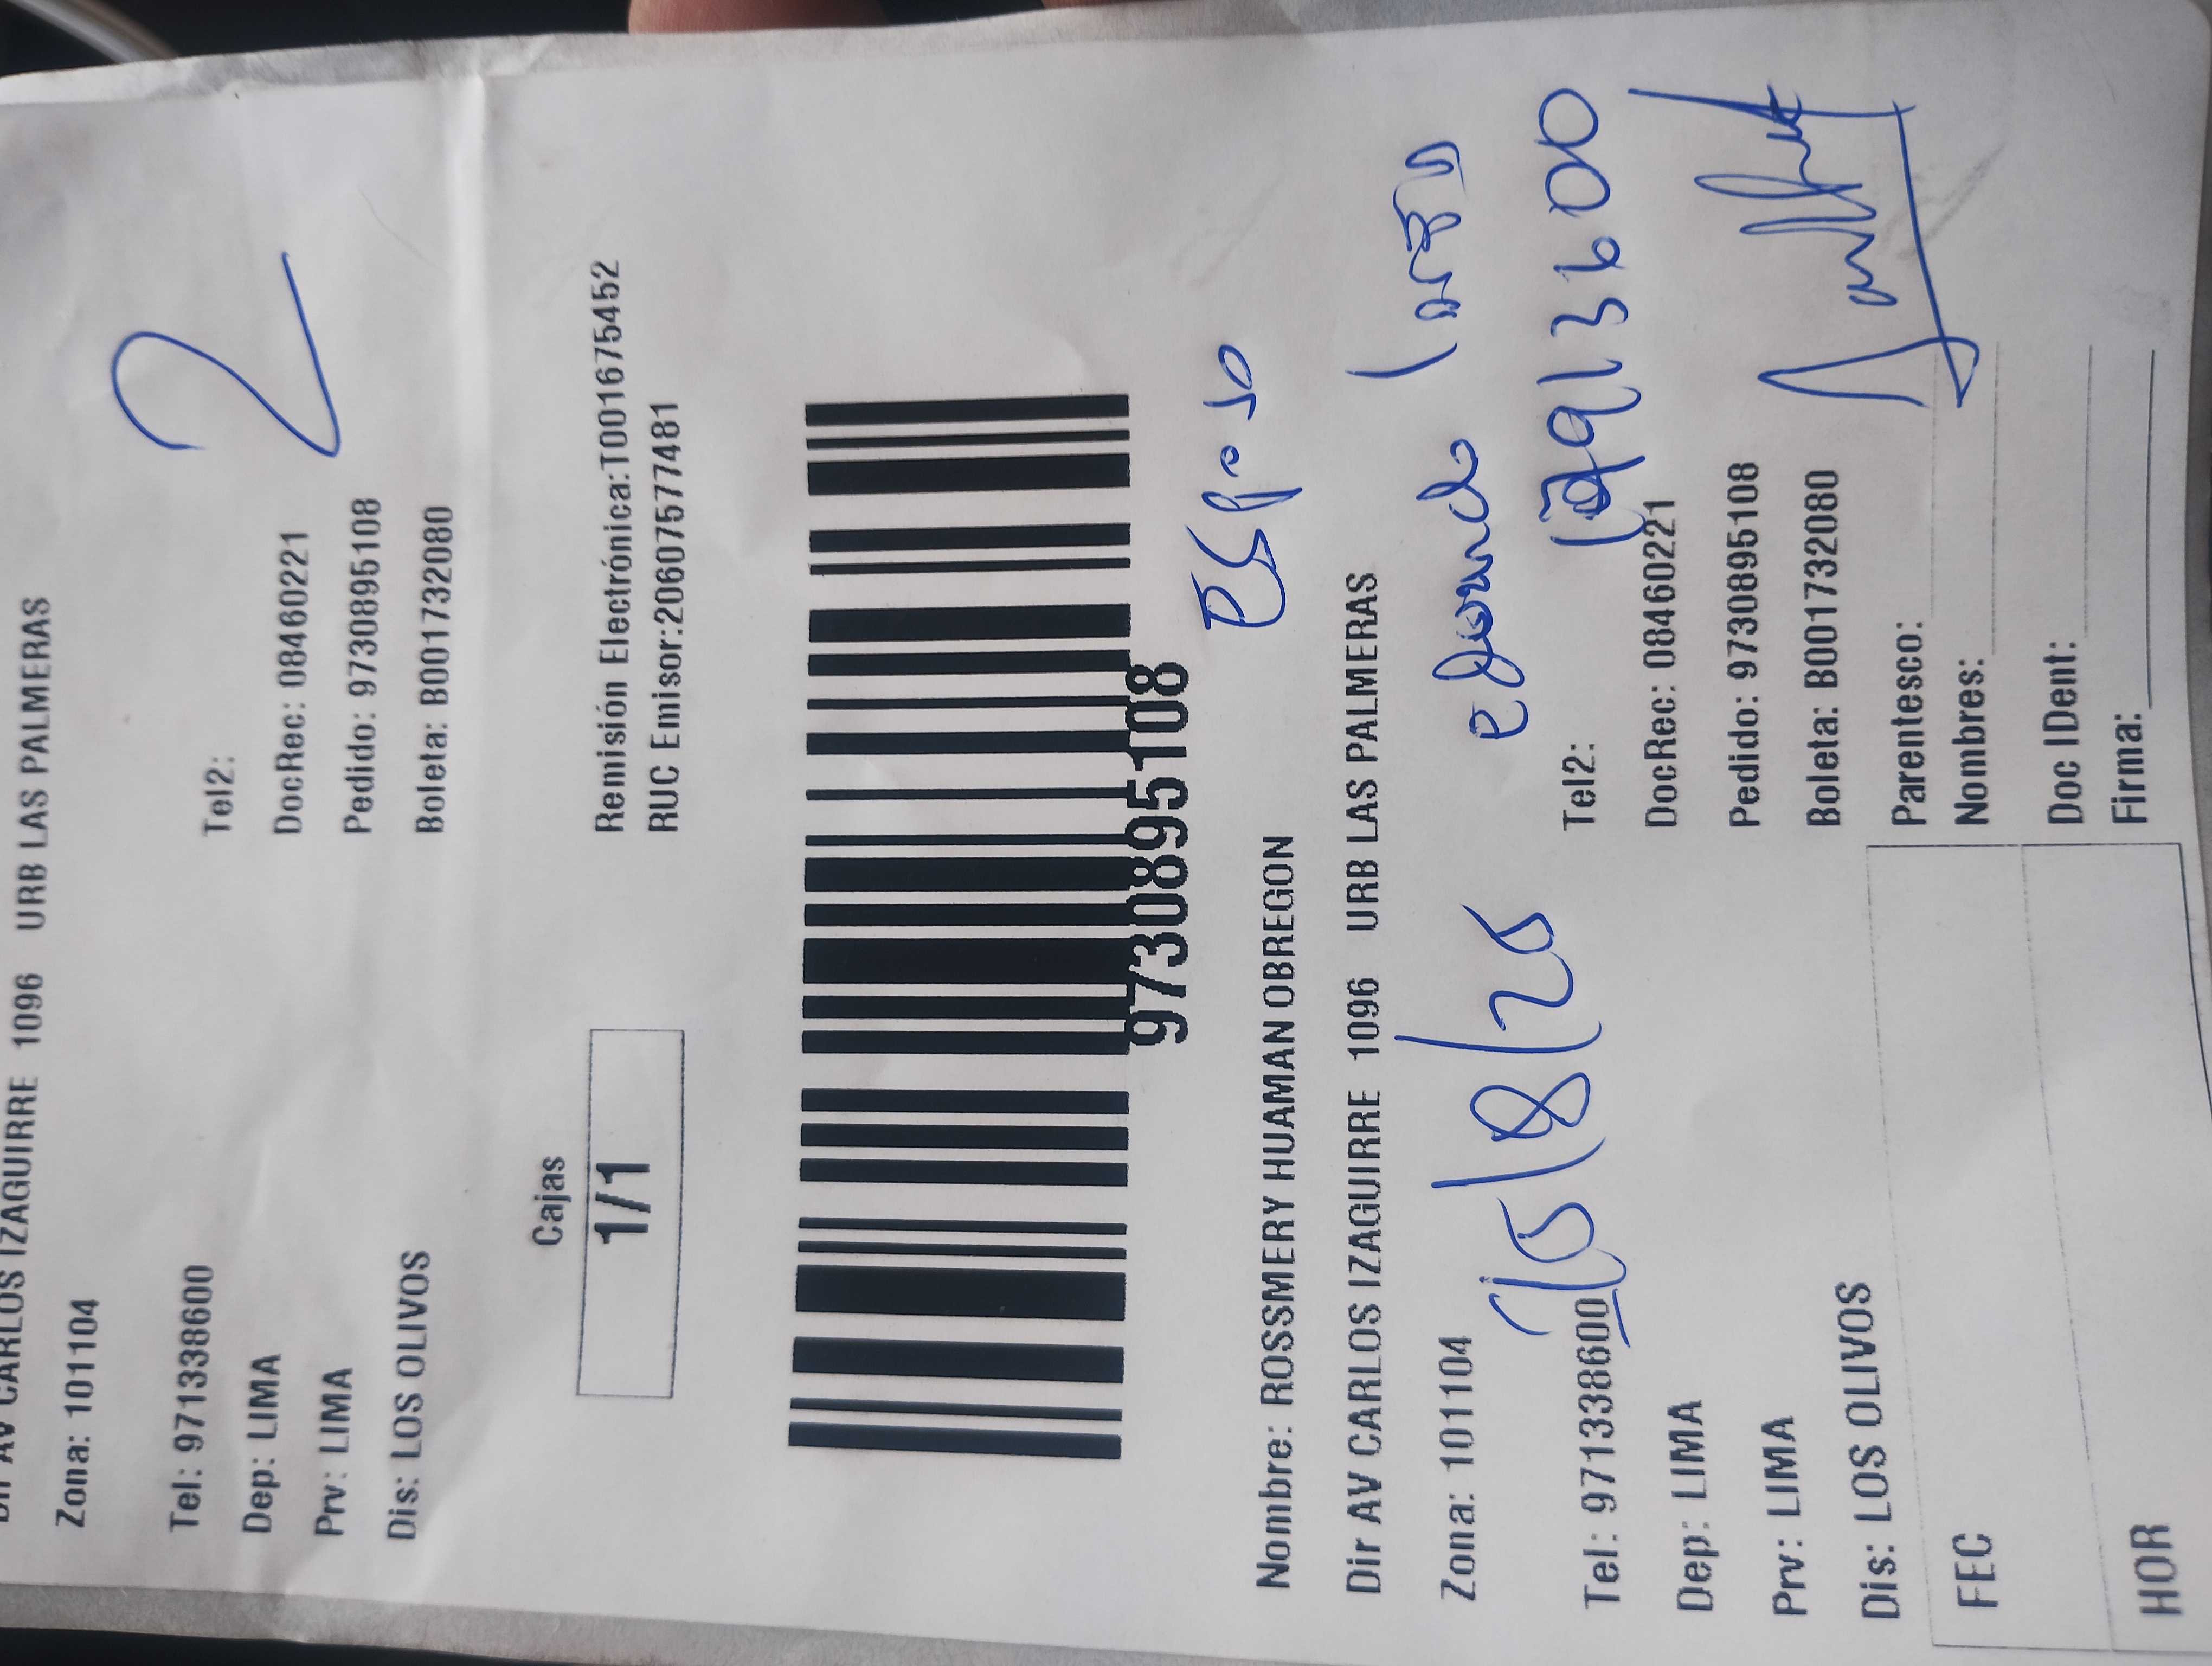 Dir AV CARLOS IZAGUIRRE 1096 URB LAS PALMERAS
Zona: 101104
2
Tel: 971338600 Tel2:
Dep: LIMA DocRec: 08460221
Prv: LIMA Pedido: 9730895108
Dis: LOS OLIVOS Boleta: B001732080
Cajas
1/1
Remisión Electrónica:T001675452
RUC Emisor:20607577481
9730895108
esposo
Nombre: ROSSMERY HUAMAN OBREGON
Dir AV CARLOS IZAGUIRRE 1096 URB LAS PALMERAS
Zona: 101104
15/8/25
Tel: 971338600 Tel2:
Dep: LIMA DocRec: 08460221
Prv: LIMA Pedido: 9730895108
Dis: LOS OLIVOS Boleta: B001732080
Parentesco:
FEC Nombres:
Doc IDent:
HOR Firma: